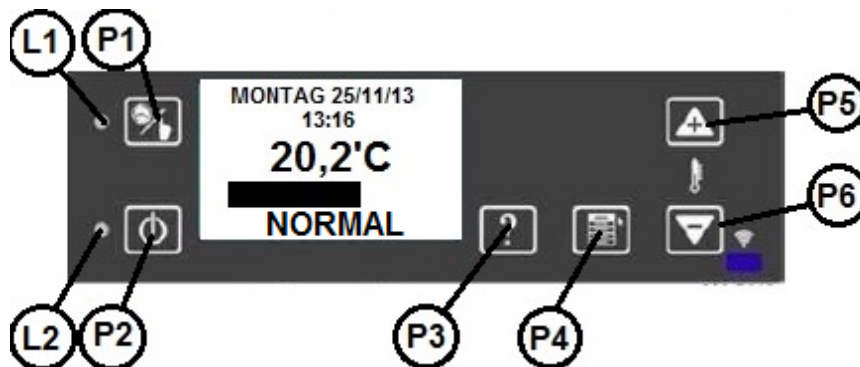 L1
P1
MONTAG 25/11/13
13:16
20,2'C
NORMAL
?
P5
P6
L2
P2
P3
P4